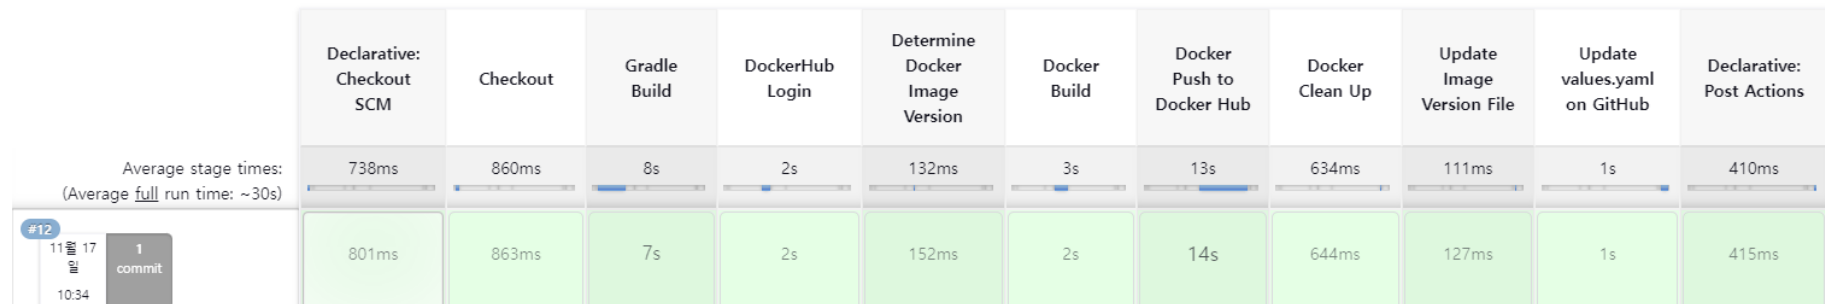 Declarative:
Checkout
SCM
Checkout
Gradle
Build
DockerHub
Login
Determine
Docker
Image
Version
Docker
Build
Docker
Push to
Docker Hub
Docker
Clean Up
Update
Image
Version File
Update
values.yaml
on GitHub
Declarative:
Post Actions
Average stage times:
(Average full run time: ~30s)
738ms
860ms
8s
2s
132ms
3s
13s
634ms
111ms
1s
410ms
#12
11월 17
일
10:34
1
commit
801ms
863ms
7s
2s
152ms
2s
14s
644ms
127ms
1s
415ms